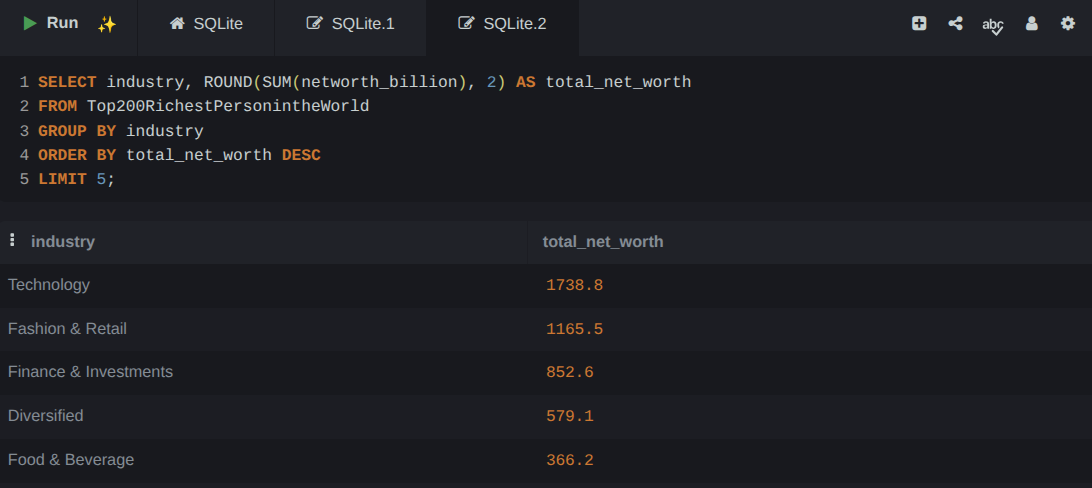 Run SQLite SQLite.1 SQLite.2 abc
1 SELECT industry, ROUND(SUM(networth_billion), 2) AS total_net_worth
2 FROM Top200RichestPersonintheWorld
3 GROUP BY industry
4 ORDER BY total_net_worth DESC
5 LIMIT 5;
industry total_net_worth
Technology 1738.8
Fashion & Retail 1165.5
Finance & Investments 852.6
Diversified 579.1
Food & Beverage 366.2